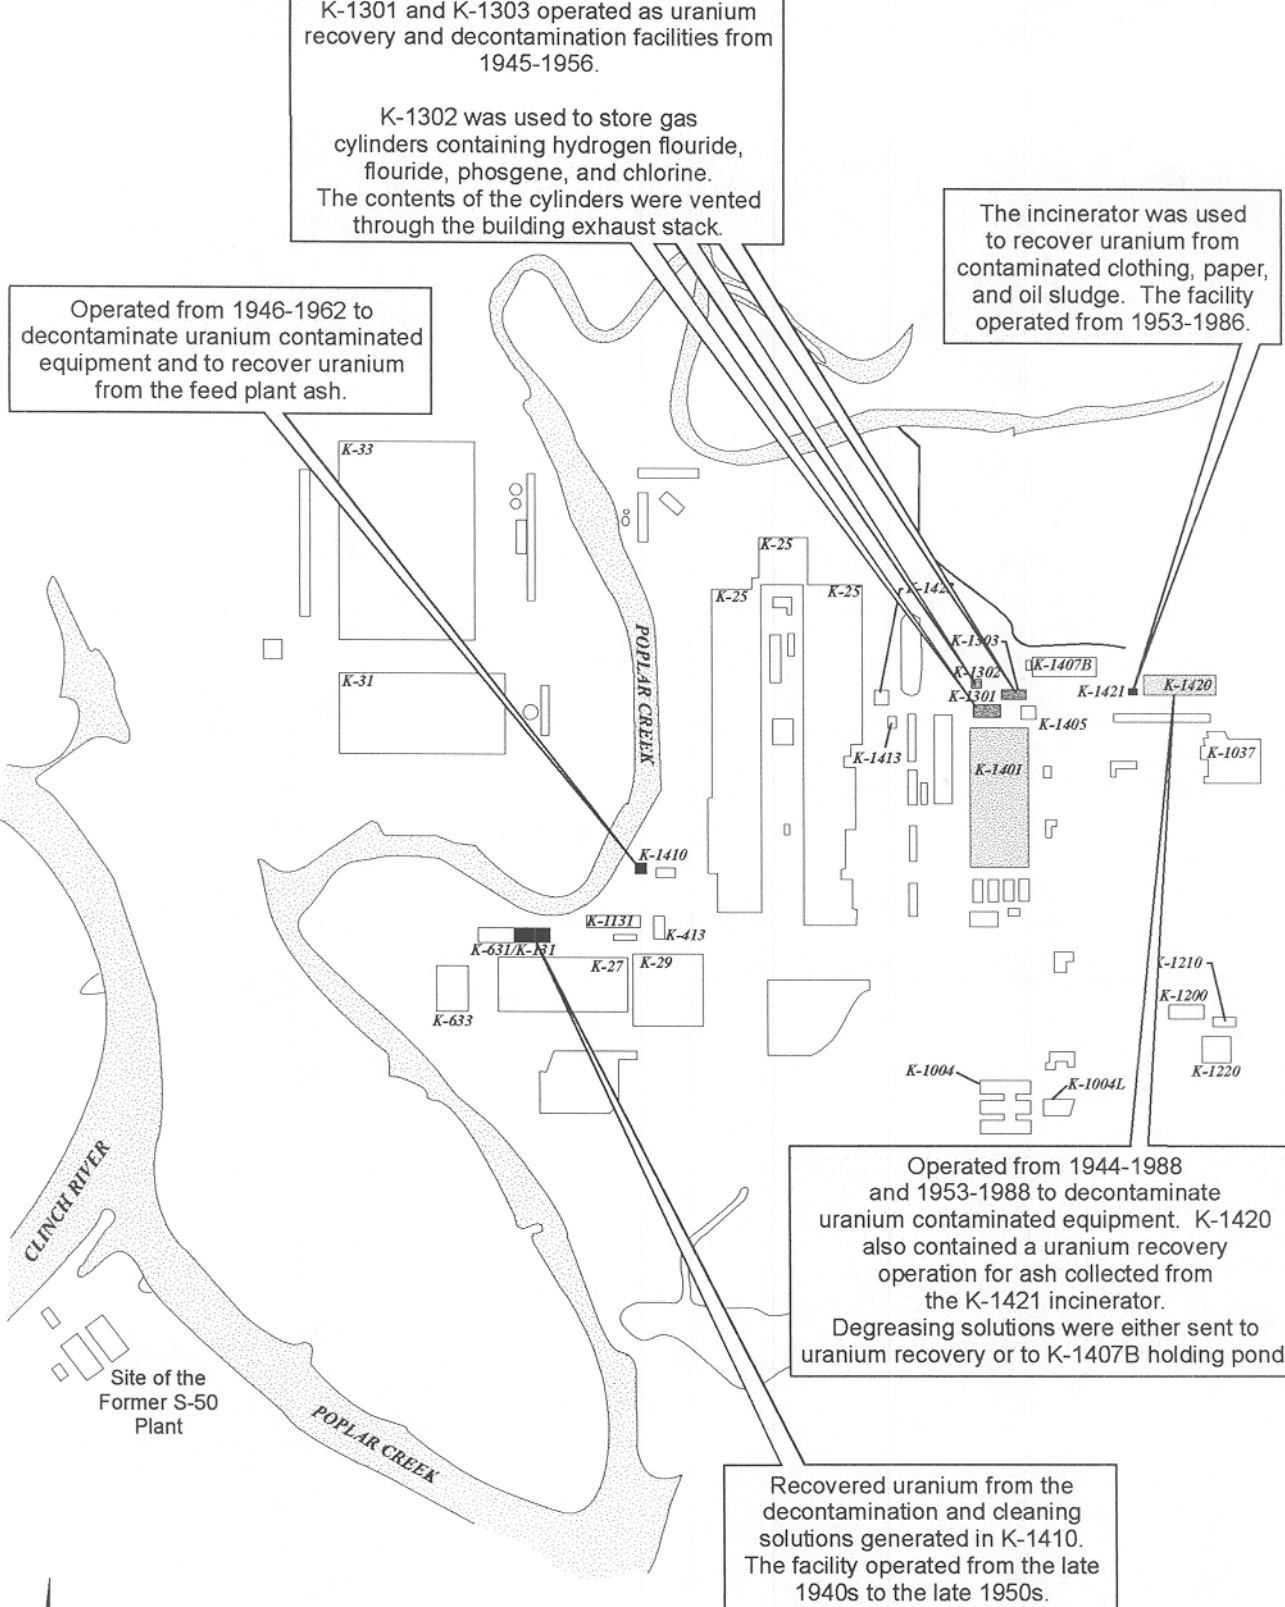 K-1301 and K-1303 operated as uranium
recovery and decontamination facilities from
1945-1956.
K-1302 was used to store gas
cylinders containing hydrogen flouride,
flouride, phosgene, and chlorine.
The contents of the cylinders were vented
through the building exhaust stack.
The incinerator was used
to recover uranium from
contaminated clothing, paper,
and oil sludge. The facility
operated from 1953-1986.
Operated from 1946-1962 to
decontaminate uranium contaminated
equipment and to recover uranium
from the feed plant ash.
K-33
K-25
K-25
K-25
K-1423
K-31
POPLAR CREEK
K-1303
K-1302
K-1301
K-1407B
K-1421
K-1420
K-1405
K-1413
K-1037
K-1401
K-1410
K-1131
K-413
K-631/K-131
K-27
K-29
K-633
K-1210
K-1200
K-1220
K-1004
K-1004L
CLINCH RIVER
Operated from 1944-1988
and 1953-1988 to decontaminate
uranium contaminated equipment. K-1420
also contained a uranium recovery
operation for ash collected from
the K-1421 incinerator.
Degreasing solutions were either sent to
uranium recovery or to K-1407B holding pond
Site of the
Former S-50
Plant
POPLAR CREEK
Recovered uranium from the
decontamination and cleaning
solutions generated in K-1410.
The facility operated from the late
1940s to the late 1950s.